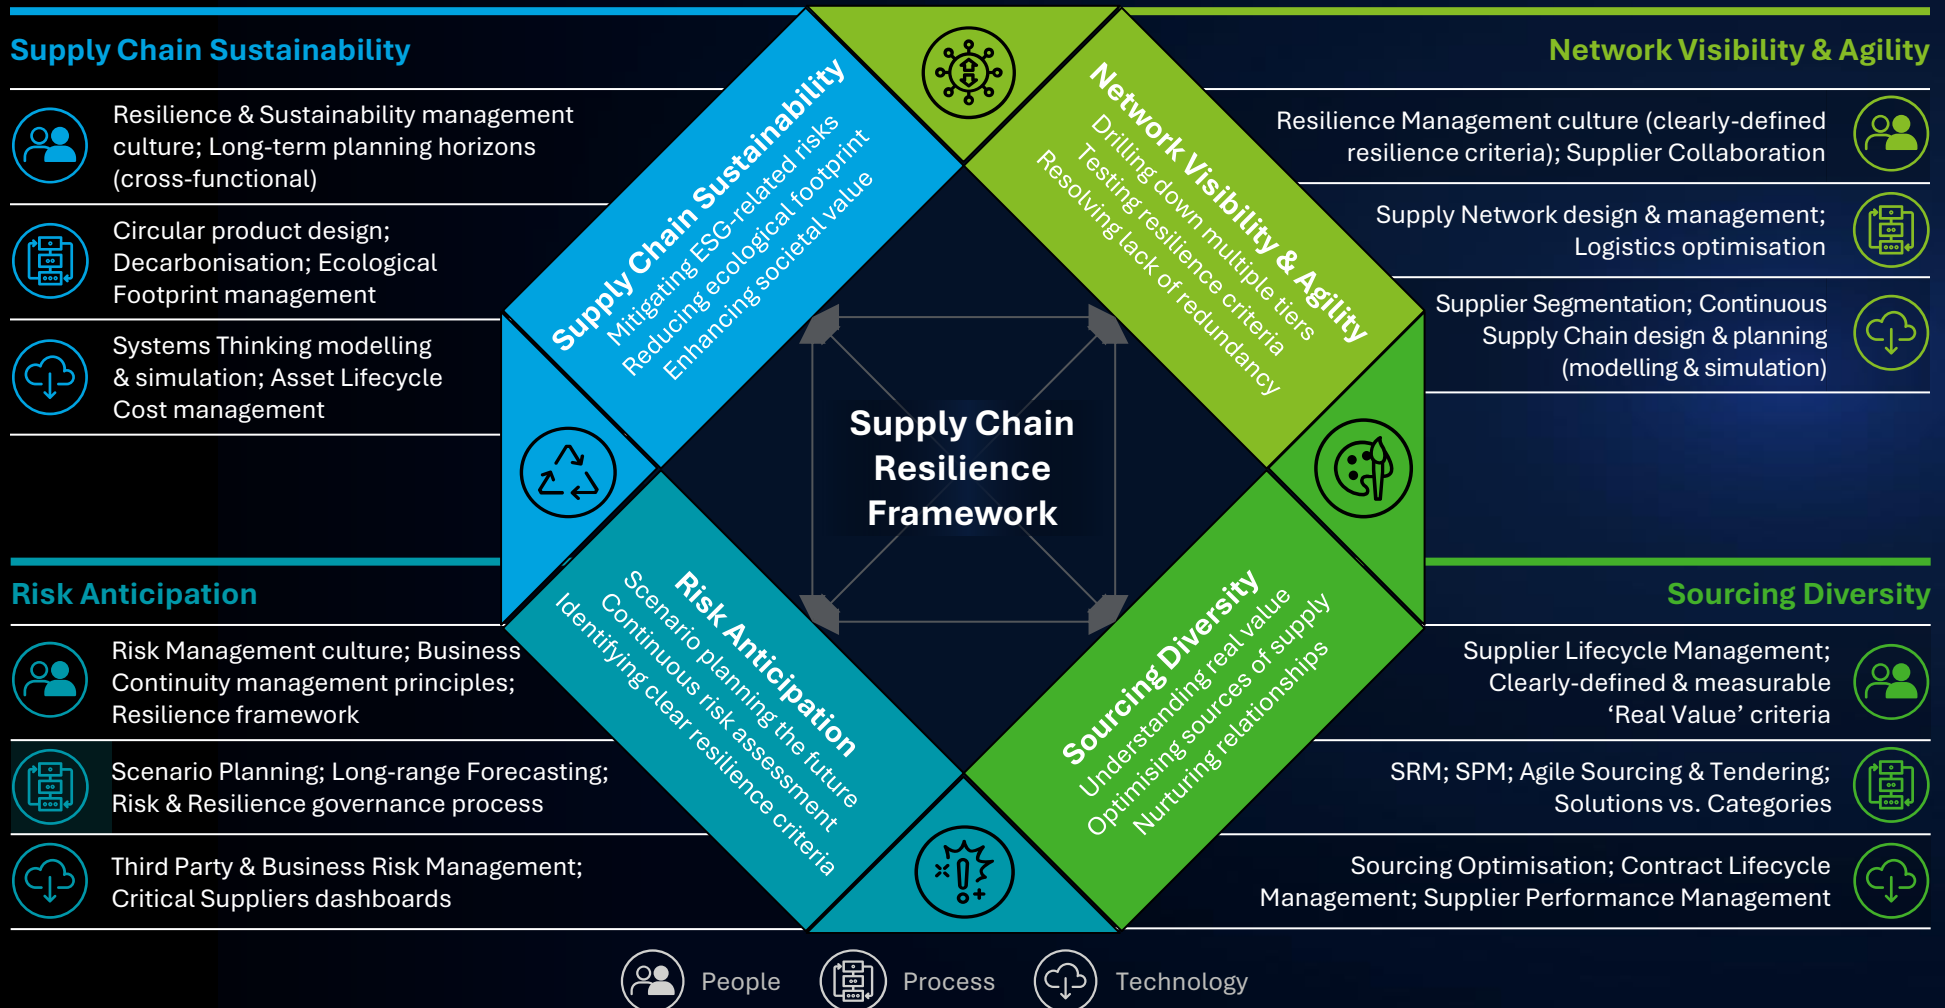 Supply Chain Sustainability
Resilience & Sustainability management
culture; Long-term planning horizons
(cross-functional)
Circular product design;
Decarbonisation; Ecological
Footprint management
Systems Thinking modelling
& simulation; Asset Lifecycle
Cost management
Supply Chain Sustainability
Mitigating ESG-related risks
Reducing ecological footprint
Enhancing societal value
Network Visibility & Agility
Drilling down multiple tiers
Testing resilience criteria
Resolving lack of redundancy
Network Visibility & Agility
Resilience Management culture (clearly-defined
resilience criteria); Supplier Collaboration
Supply Network design & management;
Logistics optimisation
Supplier Segmentation; Continuous
Supply Chain design & planning
(modelling & simulation)
Supply Chain
Resilience
Framework
Risk Anticipation
Risk Management culture; Business
Continuity management principles;
Resilience framework
Scenario Planning; Long-range Forecasting;
Risk & Resilience governance process
Third Party & Business Risk Management;
Critical Suppliers dashboards
Risk Anticipation
Scenario planning the future
Continuous risk assessment
Identifying clear resilience criteria
Sourcing Diversity
Understanding real value
Optimising sources of supply
Nurturing relationships
Sourcing Diversity
Supplier Lifecycle Management;
Clearly-defined & measurable
‘Real Value’ criteria
SRM; SPM; Agile Sourcing & Tendering;
Solutions vs. Categories
Sourcing Optimisation; Contract Lifecycle
Management; Supplier Performance Management
People
Process
Technology